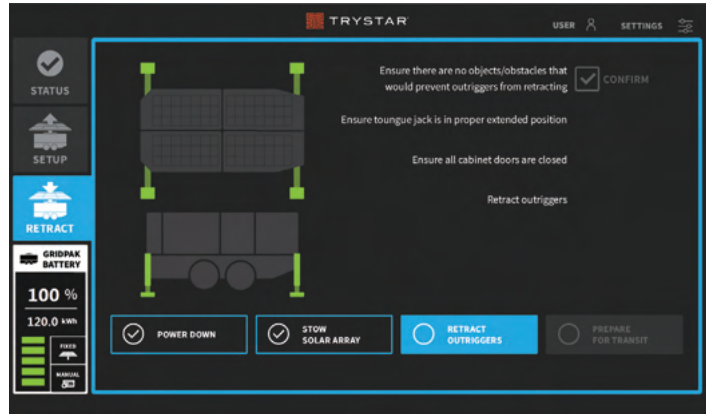 TRYSTAR
USER
SETTINGS
STATUS
SETUP
RETRACT
GRIDPAK
BATTERY
100 %
120.0 kWh
FIXED
MANUAL
Ensure there are no objects/obstacles that
would prevent outriggers from retracting
CONFIRM
Ensure toungue jack is in proper extended position
Ensure all cabinet doors are closed
Retract outriggers
POWER DOWN
STOW
SOLAR ARRAY
RETRACT
OUTRIGGERS
PREPARE
FOR TRANSIT